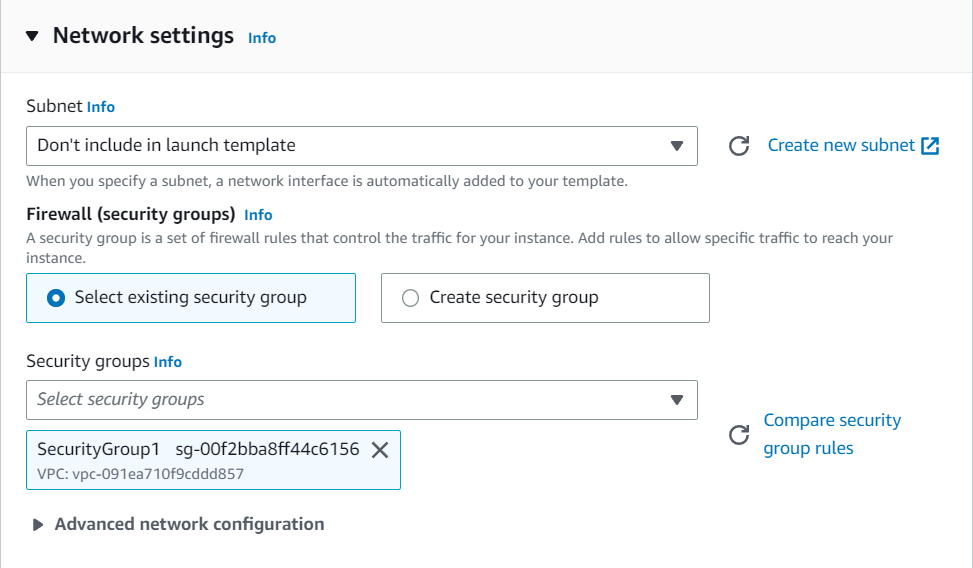 Network settings Info
Subnet Info
Don't include in launch template
Create new subnet
When you specify a subnet, a network interface is automatically added to your template.
Firewall (security groups) Info
A security group is a set of firewall rules that control the traffic for your instance. Add rules to allow specific traffic to reach your
instance.
Select existing security group
Create security group
Security groups Info
Select security groups
Compare security
group rules
SecurityGroup1 sg-00f2bba8ff44c6156
VPC: vpc-091ea710f9cddd857
Advanced network configuration